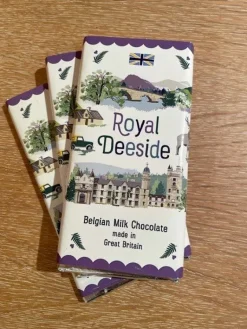 Royal
Deeside
Belgian Milk Chocolate
made in
Great Britain